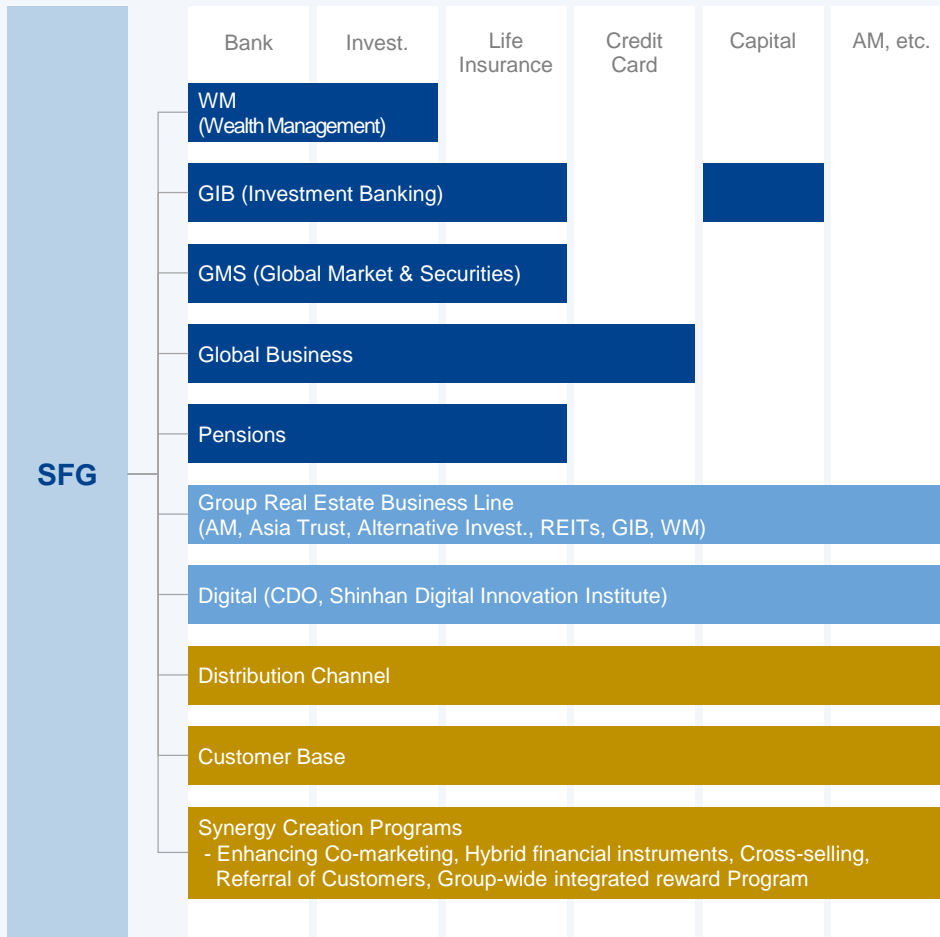 Bank
Invest.
Life
Insurance
Credit
Card
Capital
AM, etc.
SFG
WM
(Wealth Management)
GIB (Investment Banking)
GMS (Global Market & Securities)
Global Business
Pensions
Group Real Estate Business Line
(AM, Asia Trust, Alternative Invest., REITs, GIB, WM)
Digital (CDO, Shinhan Digital Innovation Institute)
Distribution Channel
Customer Base
Synergy Creation Programs
- Enhancing Co-marketing, Hybrid financial instruments, Cross-selling,
Referral of Customers, Group-wide integrated reward Program